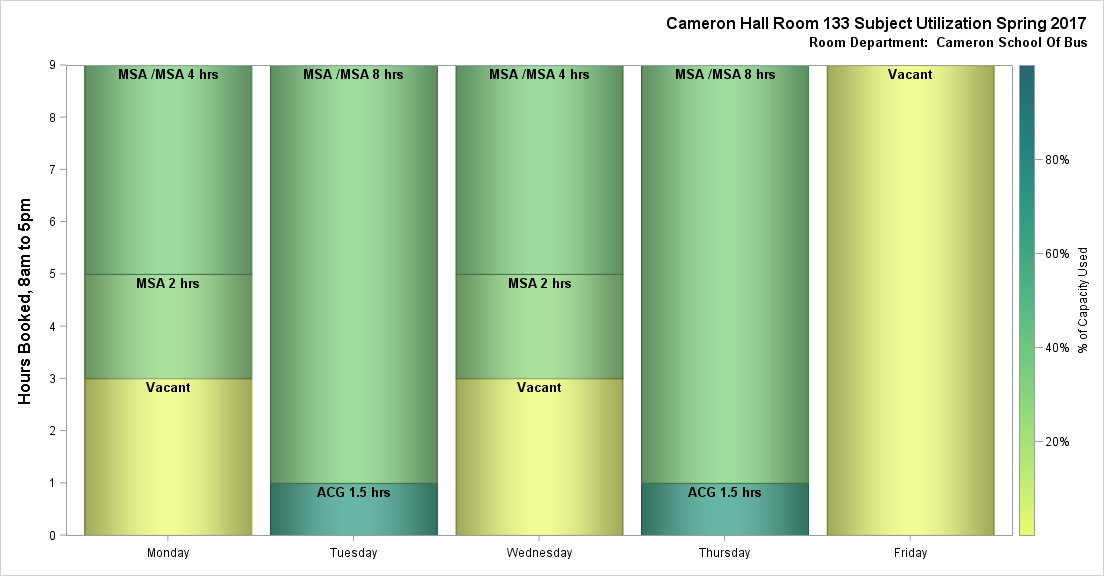 Cameron Hall Room 133 Subject Utilization Spring 2017
Room Department:  Cameron School Of Bus
Hours Booked, 8am to 5pm
9
8
7
6
5
4
3
2
1
0
MSA /MSA 4 hrs
MSA 2 hrs
Vacant
MSA /MSA 8 hrs
ACG 1.5 hrs
MSA /MSA 4 hrs
MSA 2 hrs
Vacant
MSA /MSA 8 hrs
ACG 1.5 hrs
Vacant
Monday
Tuesday
Wednesday
Thursday
Friday
80%
60%
40%
20%
% of Capacity Used